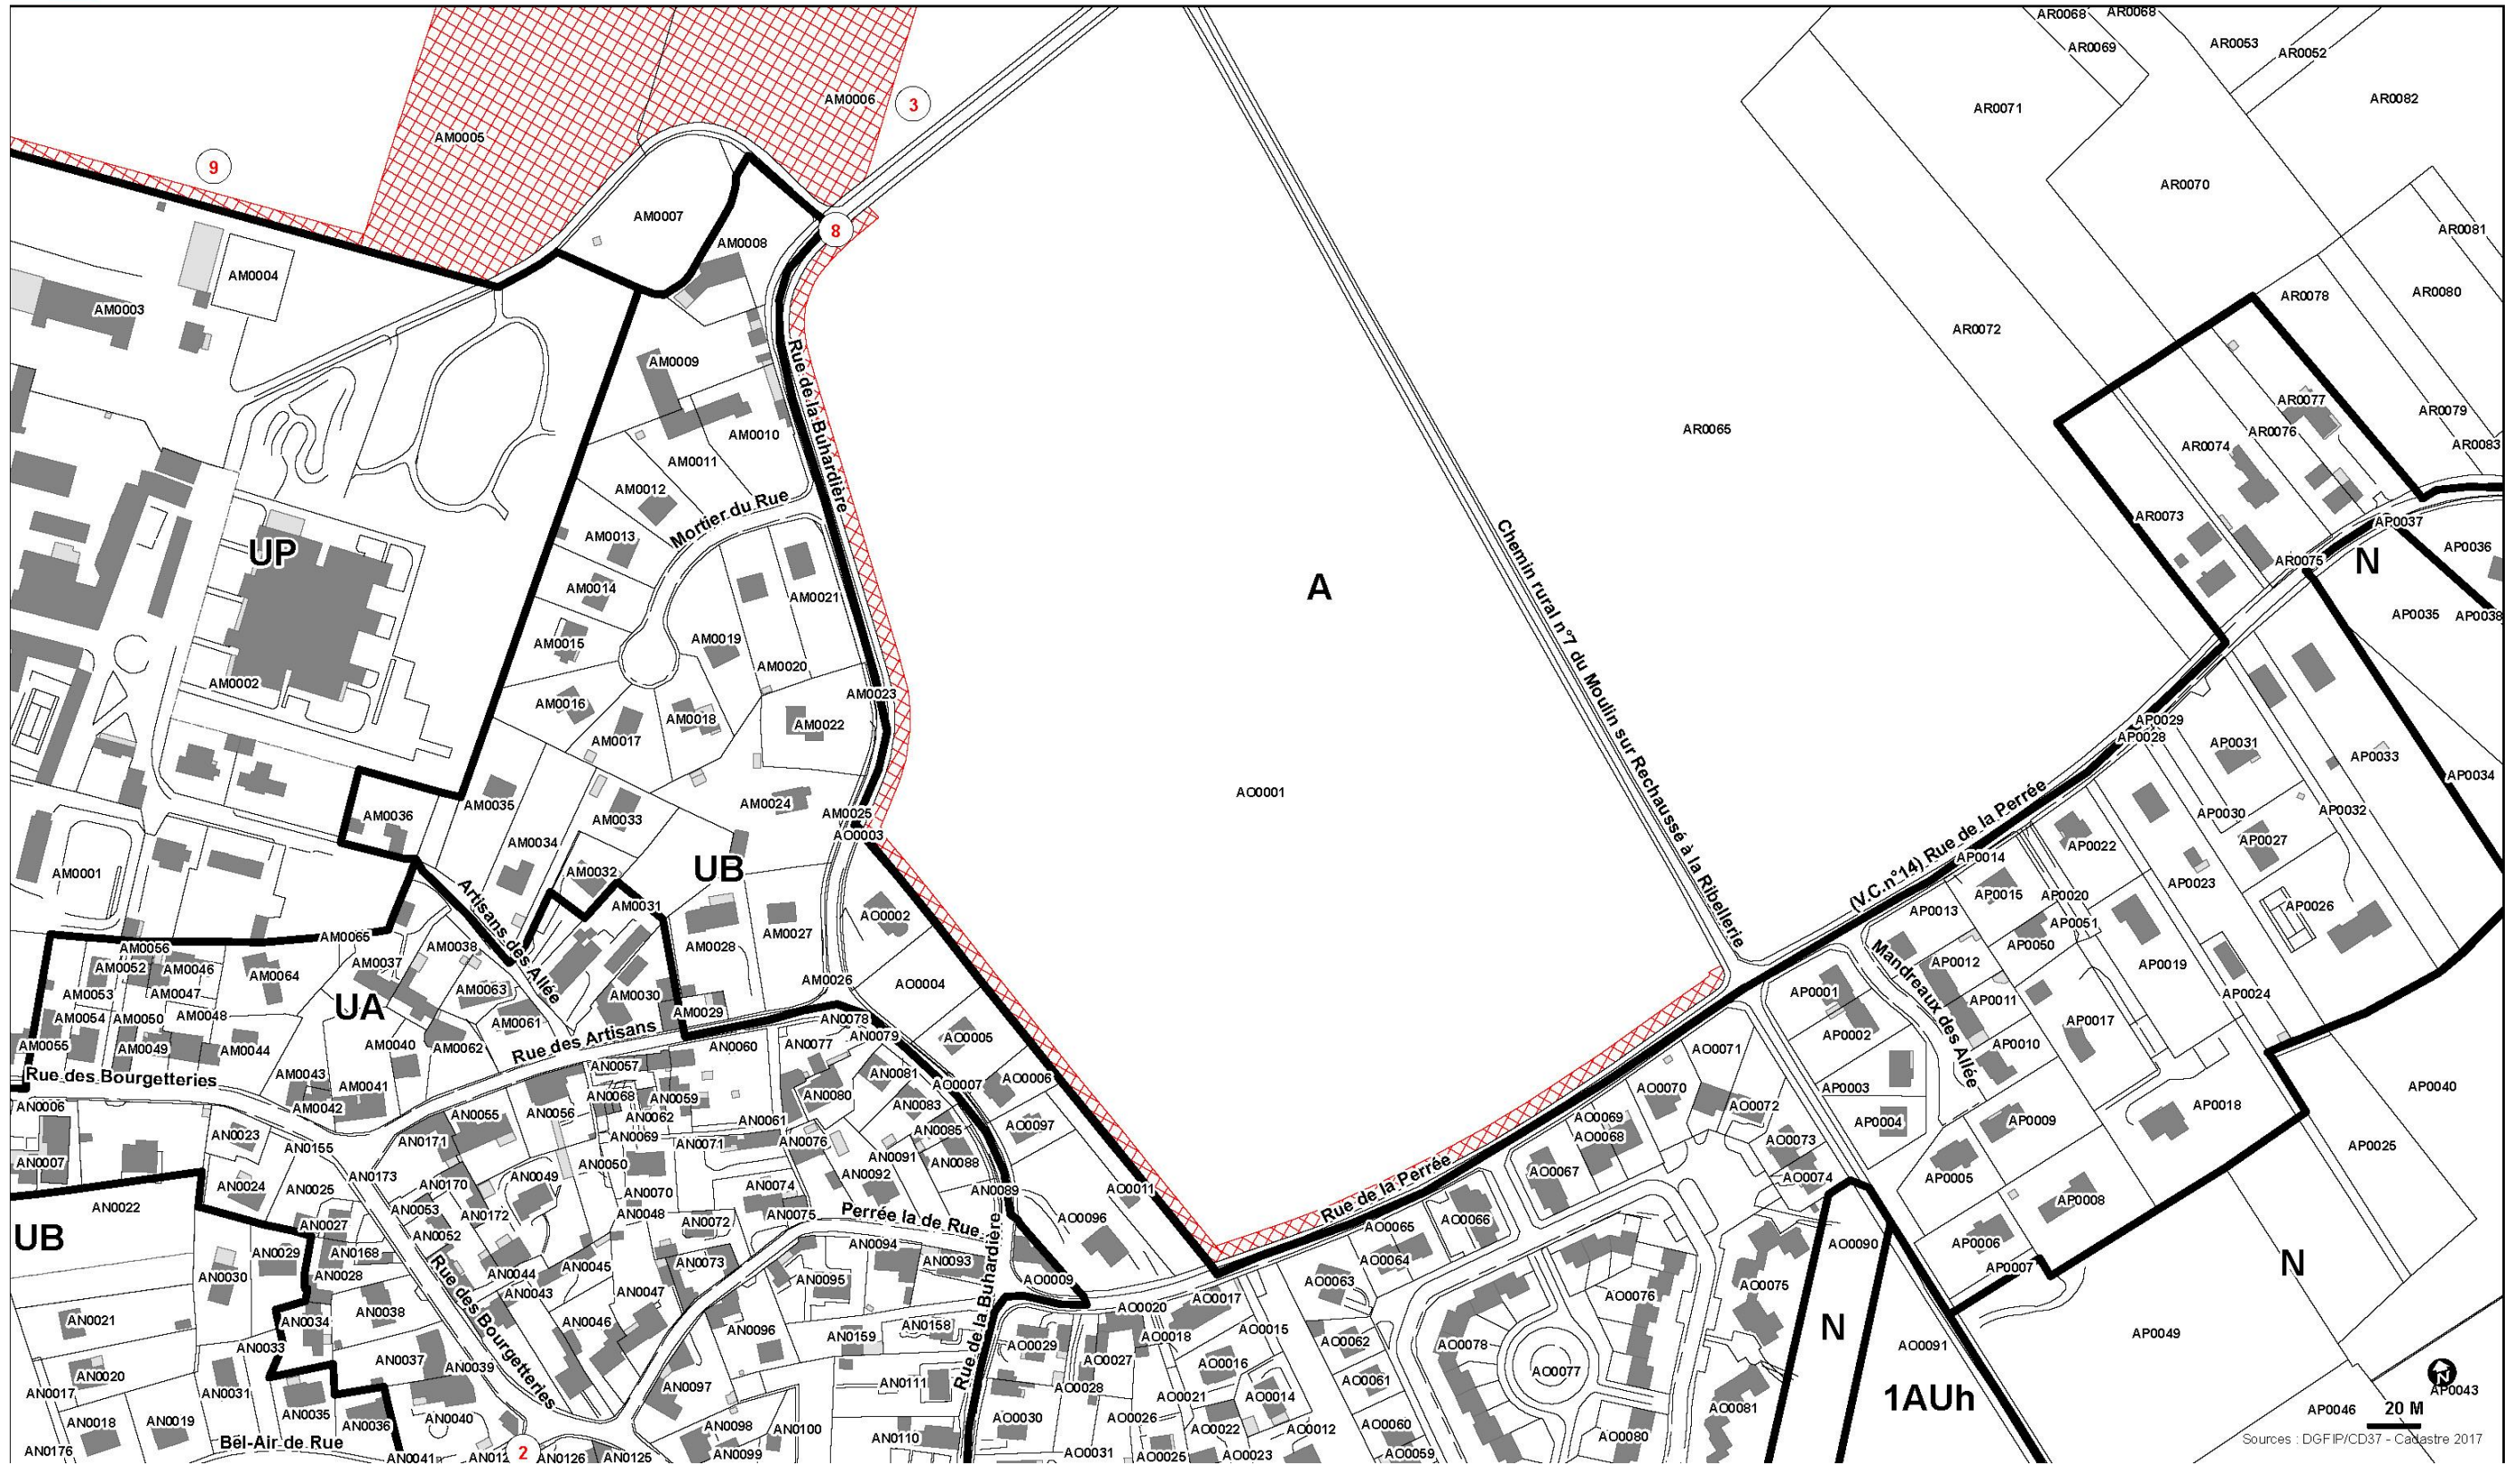 AR0068
AR0068
AR0069
AR0053
AR0052
AM0006
3
AR0071
AR0082
AM0005
9
AR0070
AM0007
8
AM0008
AR0081
AM0004
AM0003
AR0078
AR0080
AR0072
AM0009
Rue de la Buhardière
AR0077
AR0079
AR0065
AM0010
AR0076
AR0074
AR0083
AM0011
AM0012
Mortier du Rue
AR0073
AP0037
AM0013
UP
AP0036
AR0075
N
A
AM0014
AM0021
AP0035
AP0038
AM0015
AM0019
AM0020
AM0002
AM0023
AM0016
AM0018
AM0022
AM0017
Chemin rural n°7 du Moulin sur Rechaussé à la Ribellerie
AP0029
AP0028
AP0031
AP0033
AP0034
AO0001
AM0035
AM0024
AM0036
AM0033
AM0025
AO0003
AP0030
AP0032
(V.C.n°14) Rue de la Perrée
AM0034
AP0022
AP0027
AP0014
AM0001
AM0032
UB
AP0023
AP0015
AP0020
AM0031
AP0026
AO0002
AP0013
AP0051
AM0065
Artisans des Allée
AM0028
AM0027
AP0050
AM0056
AM0038
AM0037
AM0052
AM0046
AM0064
AP0012
AP0019
AM0026
AO0004
AM0053
AM0047
AM0063
AM0030
AP0001
Mandreaux des Allée
AP0011
AP0024
UA
AM0029
AM0054
AM0050
AM0048
AM0061
AN0078
AP0017
AP0002
AM0055
AM0049
AM0044
AM0040
AM0062
Rue des Artisans
AN0060
AN0077
AN0079
AO0005
AP0010
AO0071
AN0057
Rue des Bourgetteries
AM0043
AM0041
AN0081
AO0007
AO0006
AO0070
AP0003
AP0040
AN0006
AM0042
AN0068
AN0059
AN0080
AN0083
AO0072
AP0018
AN0055
AN0056
AN0062
AN0061
AO0069
AP0004
AP0009
AN0023
AN0171
AN0069
AN0071
AN0076
AN0085
AO0097
AO0068
AO0073
AN0155
AN0007
AN0050
AN0091
AN0088
AP0025
AO0067
AN0173
AN0049
AN0092
AO0074
AP0005
AN0024
AN0025
AN0170
AN0070
AN0074
AN0089
AO0011
AP0008
AN0022
AN0053
AN0172
AN0048
AN0072
AN0075
Perrée la de Rue
AO0096
Rue de la Perrée
AO0066
AN0027
AO0065
UB
AN0052
AP0006
AN0029
AN0168
AN0094
AN0093
AO0064
AO0090
AN0030
AN0028
AN0044
AN0045
AN0073
N
AP0007
AN0095
AO0009
AO0063
AO0075
AN0043
AN0047
AO0017
AO0076
AN0038
Rue des Bourgetteries
AO0020
AN0021
AN0034
AN0046
AN0096
AN0158
Rue de la Buhardière
AO0018
AO0015
N
AP0049
AN0159
AO0029
AO0062
AO0078
AO0091
AN0033
AN0037
AN0039
AO0027
AO0016
AN0020
AO0077
AO0061
AN0017
AN0031
AN0097
AN0111
AO0028
AO0021
AO0014
1AUh
AP0043
AN0035
AO0081
20 M
AP0046
AN0018
AN0019
AN0036
AN0040
AN0098
AN0100
AO0030
AO0026
AO0022
AO0012
AO0060
AO0080
Bel-Air de Rue
AN0110
Sources : DGFIP/CD37 - Cadastre 2017
AN0176
AN0041
AN012
2
AN0126
AN0125
AN0099
AO0031
AO0025
AO0023
AO0059
N